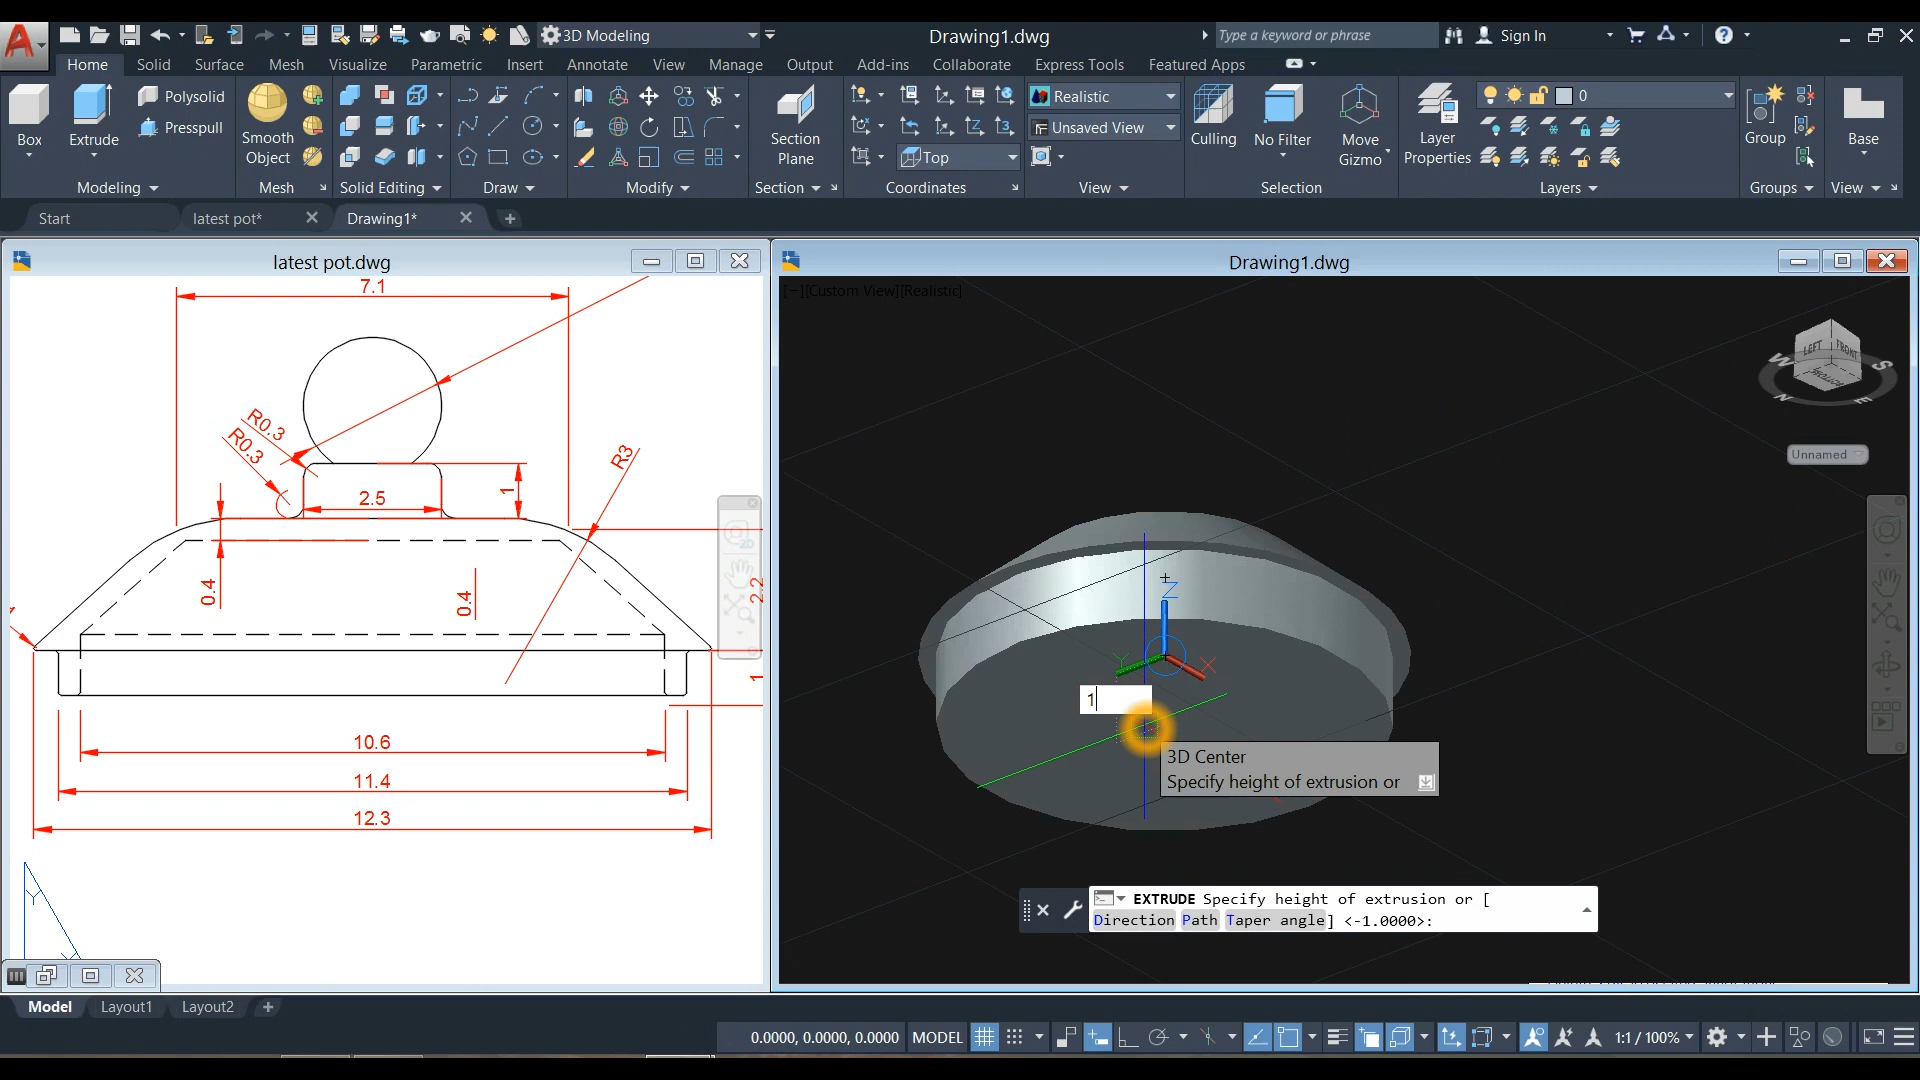 3D Modeling
Drawing1.dwg
Type a keyword or phrase
Sign In
Home Solid Surface Mesh Visualize Parametric Insert Annotate View Manage Output Add-ins Collaborate Express Tools Featured Apps
Box
Extrude
Polysolid
Presspull
Smooth
Object
Section
Plane
Top
Realistic
Unsaved View
Culling
No Filter
Move
Gizmo
Layer
Properties
0
Group
Base
Modeling
Mesh
Solid Editing
Draw
Modify
Section
Coordinates
View
Selection
Layers
Groups
View
Start
latest pot*
Drawing1*
latest pot.dwg
7.1
R0.3
R0.3
R3
2.5
1
0.4
0.4
2.2
1
10.6
11.4
12.3
Y
Drawing1.dwg
[−][Custom View][Realistic]
LEFT
FRONT
BOTTOM
W
S
N
E
Unnamed
Z
Y
X
1
3D Center
Specify height of extrusion or
EXTRUDE Specify height of extrusion or [
Direction Path Taper angle] <-1.0000>:
Model
Layout1
Layout2
0.0000, 0.0000, 0.0000
MODEL
1:1 / 100%